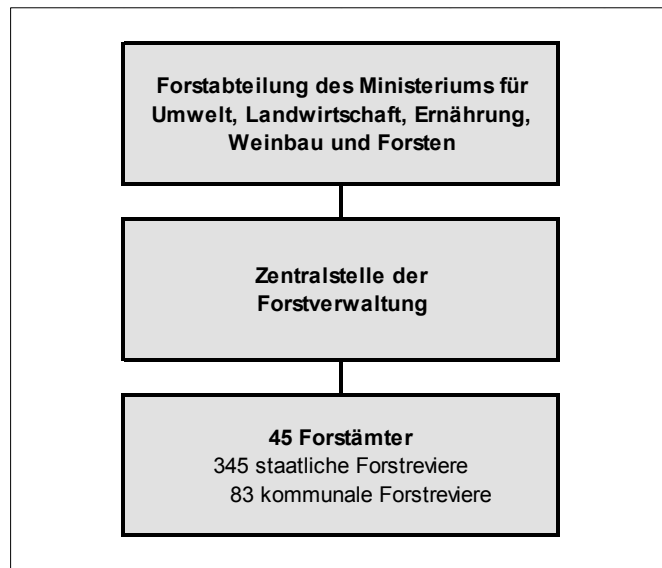 Forstabteilung des Ministeriums für
Umwelt, Landwirtschaft, Ernährung,
Weinbau und Forsten
Zentralstelle der
Forstverwaltung
45 Forstämter
345 staatliche Forstreviere
83 kommunale Forstreviere